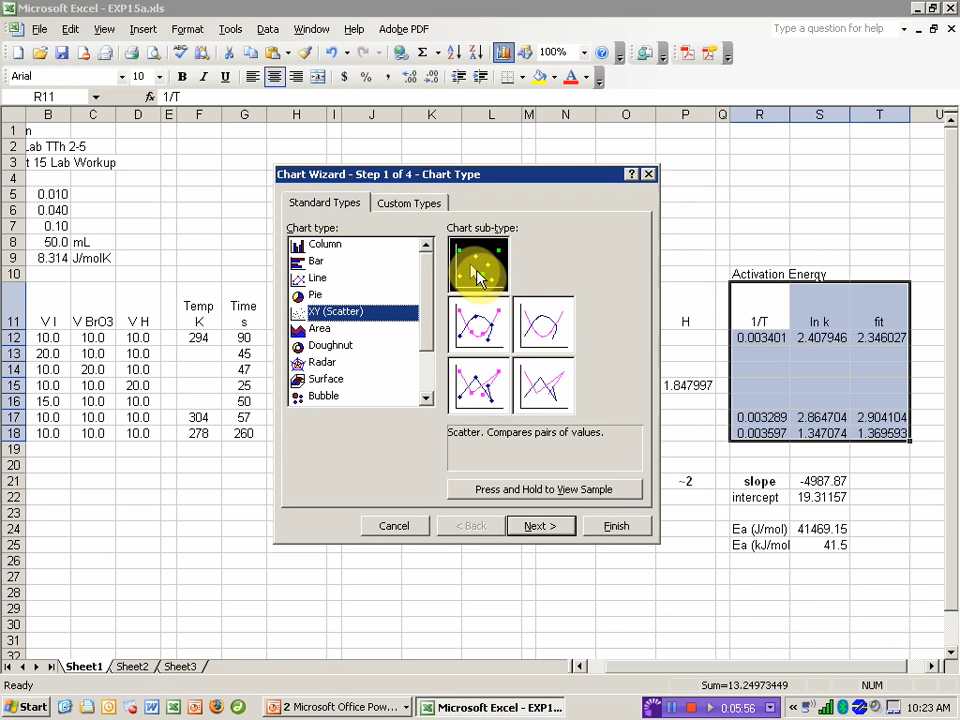 Microsoft Excel - EXP15a.xls
File Edit View Insert Format Tools Data Window Help Adobe PDF
Type a question for help
100%
Arial 10 B I U $ %
R11 fx 1/T
B C D E F G H I J K L M N O P Q R S T U
1 n
2 Lab TTh 2-5
3 t 15 Lab Workup
4
5 0.010
6 0.040
7 0.10
8 50.0 mL
9 8.314 J/molK
10 Activation Energy
Temp Time
11 V I V BrO3 V H K s H 1/T ln k fit
12 10.0 10.0 10.0 294 90 0.003401 2.407946 2.346027
13 20.0 10.0 10.0 45
14 10.0 20.0 10.0 47
15 10.0 10.0 20.0 25 1.847997
16 15.0 10.0 10.0 50
17 10.0 10.0 10.0 304 57 0.003289 2.864704 2.904104
18 10.0 10.0 10.0 278 260 0.003597 1.347074 1.369593
19
20
21 ~2 slope -4987.87
22 intercept 19.31157
23
24 Ea (J/mol) 41469.15
25 Ea (kJ/mol 41.5
26
27
28
29
30
31
32
Chart Wizard - Step 1 of 4 - Chart Type
Standard Types Custom Types
Chart type: Chart sub-type:
Column
Bar
Line
Pie
XY (Scatter)
Area
Doughnut
Radar
Surface
Bubble
Scatter. Compares pairs of values.
Press and Hold to View Sample
Cancel < Back Next > Finish
Sheet1 Sheet2 Sheet3
Ready Sum=13.24973449 NUM
Start 2 Microsoft Office Pow... Microsoft Excel - EXP1... 5:05:56 10:23 AM